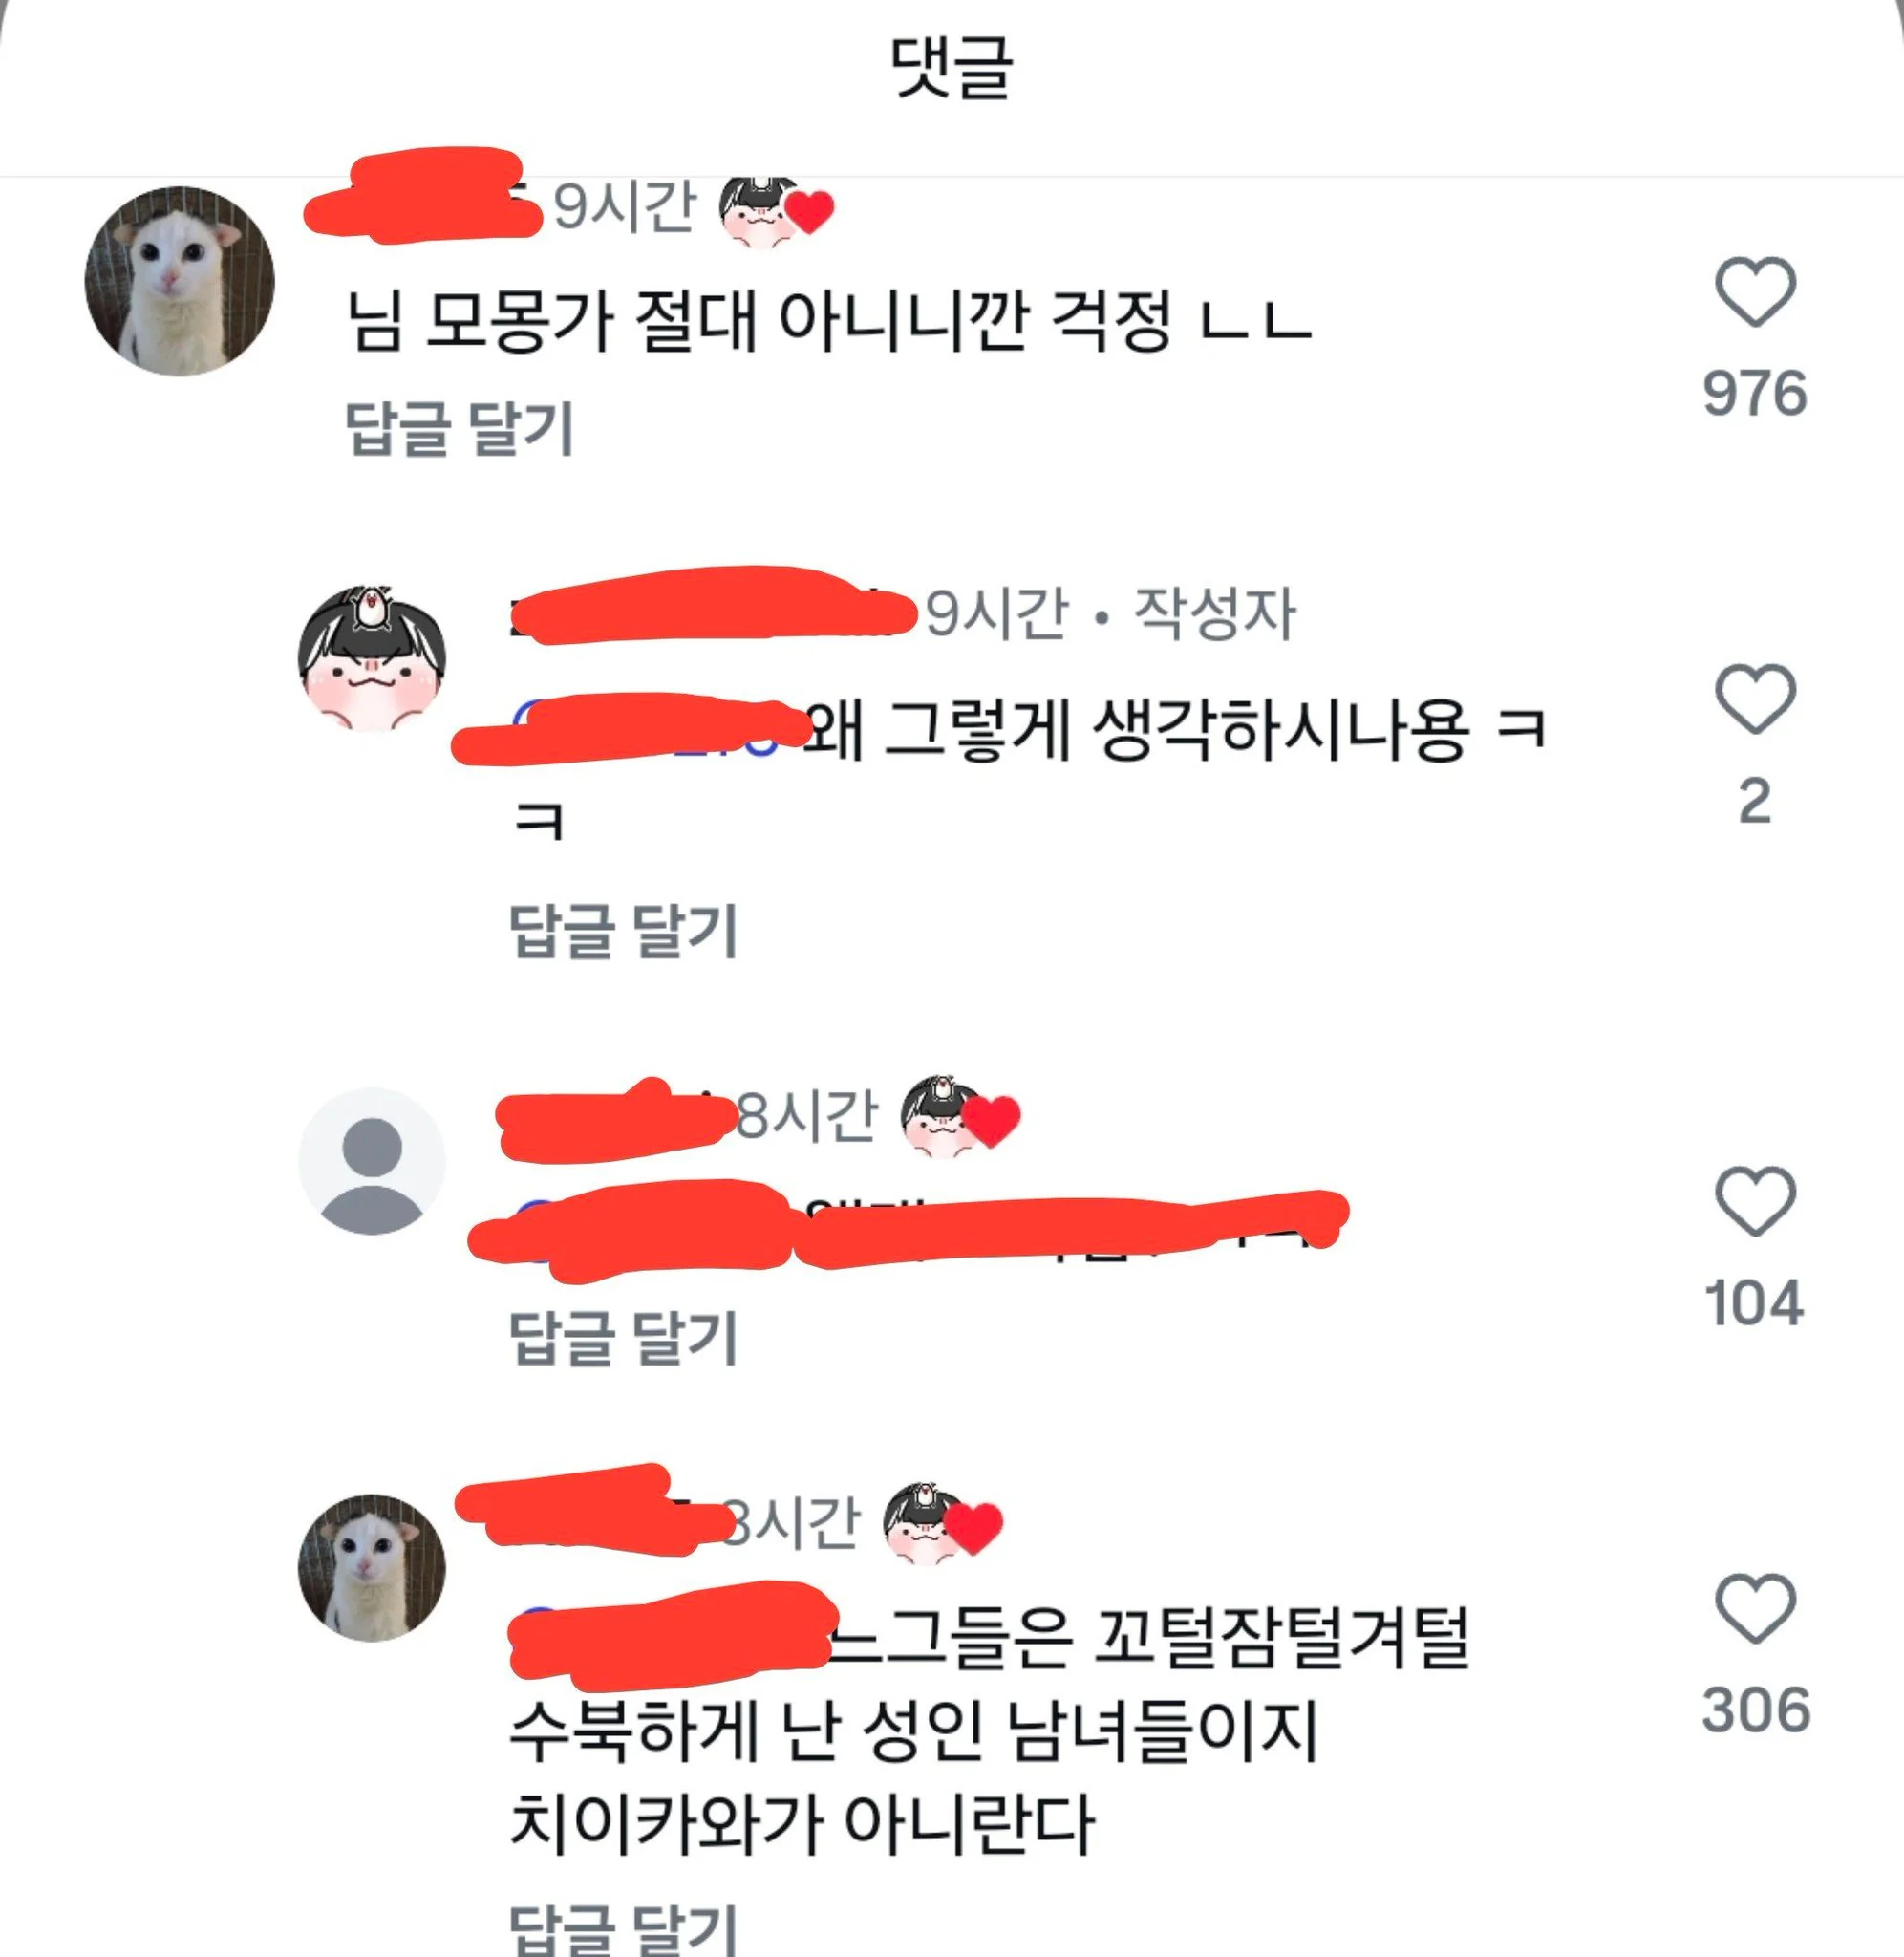 댓글
9시간
님 모몽가 절대 아니니깐 걱정 ㄴㄴ
976
답글 달기
9시간 • 작성자
왜 그렇게 생각하시나용 ㅋ
2
ㅋ
답글 달기
8시간
104
답글 달기
8시간
느그들은 꼬털잠털겨털
306
수북하게 난 성인 남녀들이지
치이카와가 아니란다
답글 달기